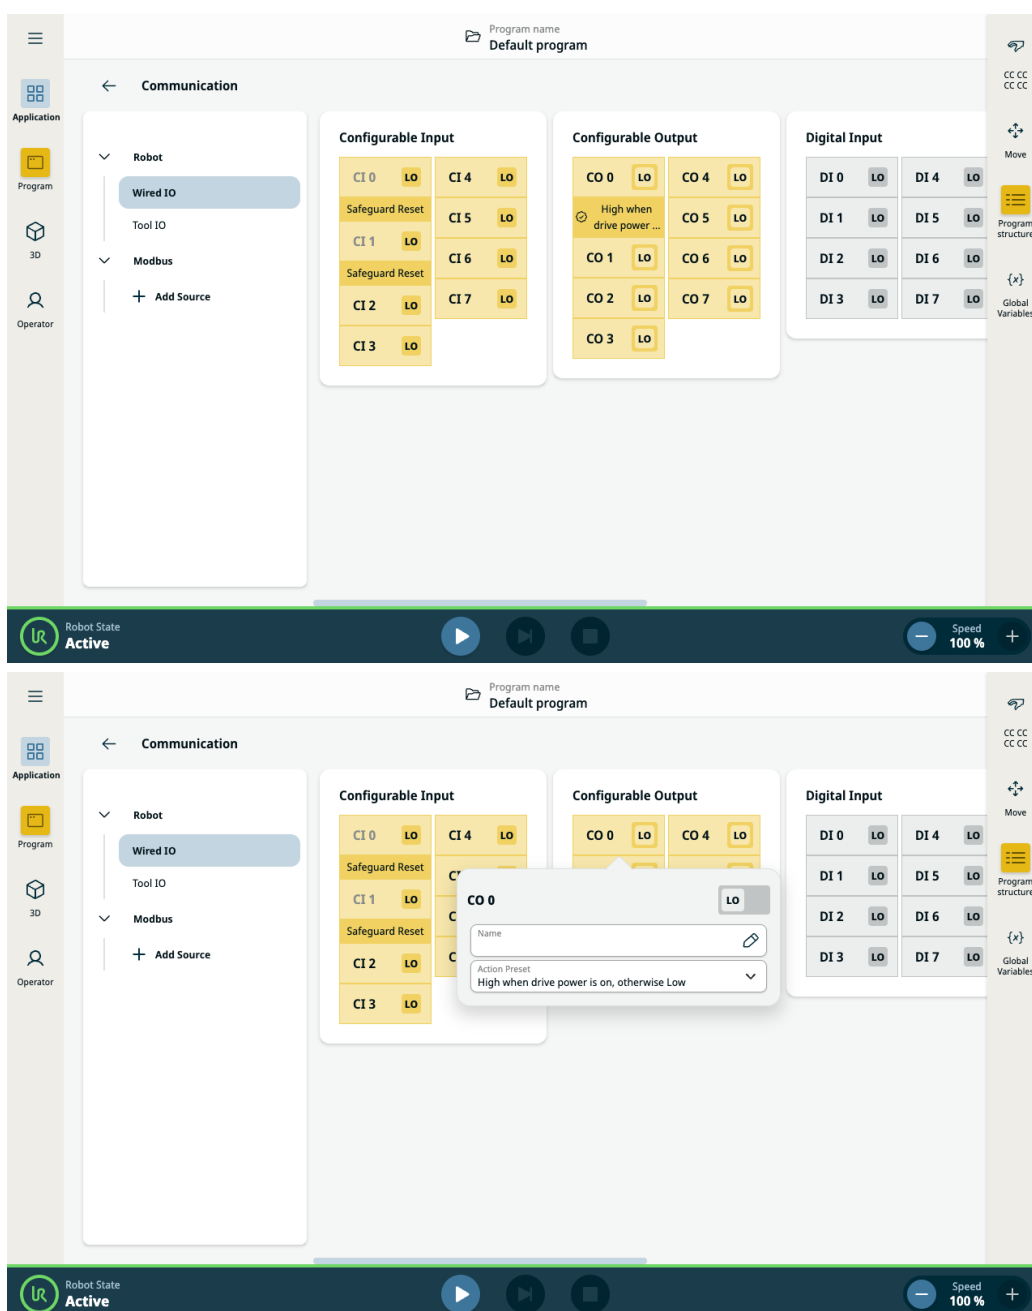 Program name
Default program
Application
Program
3D
Operator
Communication
Robot
Wired IO
Tool IO
Modbus
Add Source
Configurable Input
CI 0 LO CI 4 LO
Safeguard Reset
CI 5 LO
CI 1 LO
CI 6 LO
Safeguard Reset
CI 2 LO
CI 7 LO
CI 3 LO
Configurable Output
CO 0 LO CO 4 LO
High when
drive power ...
CO 5 LO
CO 1 LO CO 6 LO
CO 2 LO CO 7 LO
CO 3 LO
Digital Input
DI 0 LO DI 4 LO
DI 1 LO DI 5 LO
DI 2 LO DI 6 LO
DI 3 LO DI 7 LO
CC CC
CC CC
Move
Program
structure
{x}
Global
Variables
UR
Robot State
Active
Speed
100 %
Program name
Default program
Application
Program
3D
Operator
Communication
Robot
Wired IO
Tool IO
Modbus
Add Source
Configurable Input
CI 0 LO CI 4 LO
Safeguard Reset
CI 1 LO
Safeguard Reset
CI 2 LO
CI 3 LO
Configurable Output
CO 0 LO CO 4 LO
CO 0 LO
Name
Action Preset
High when drive power is on, otherwise Low
Digital Input
DI 0 LO DI 4 LO
DI 1 LO DI 5 LO
DI 2 LO DI 6 LO
DI 3 LO DI 7 LO
CC CC
CC CC
Move
Program
structure
{x}
Global
Variables
UR
Robot State
Active
Speed
100 %